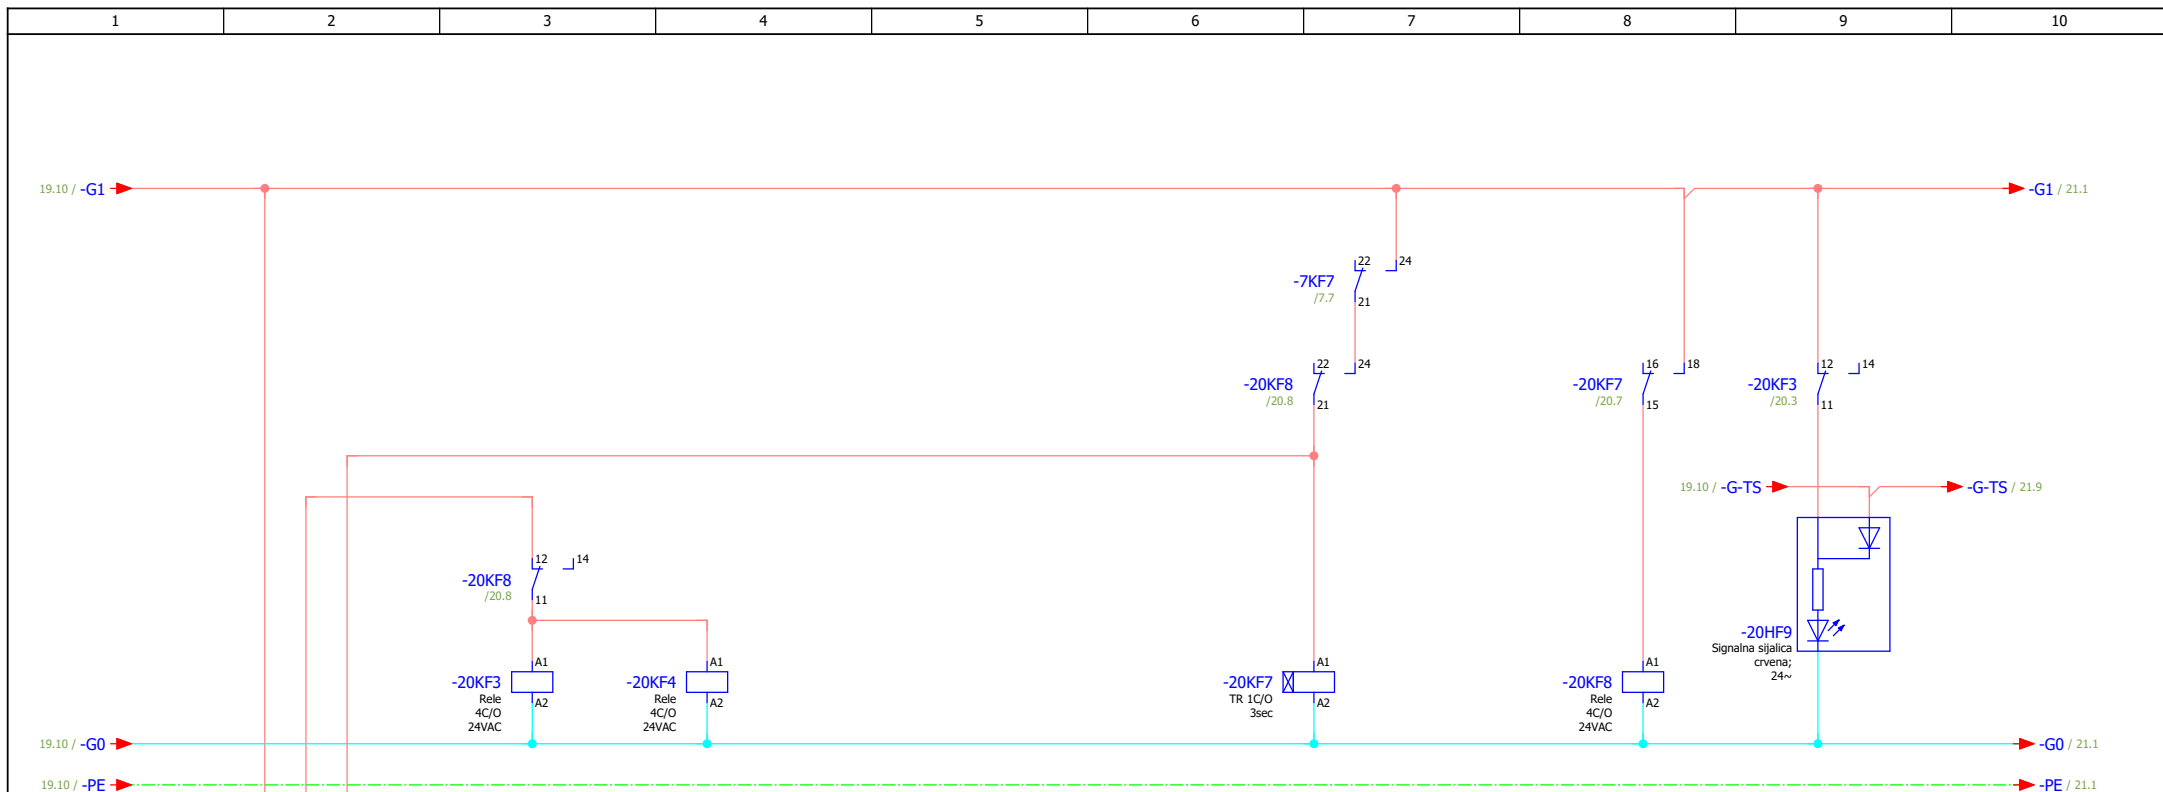 1 2 3 4 5 6 7 8 9 10
19.10 / -G1 -G1 / 21.1
22 24
-7KF7
/7.7
21
22 24
-20KF8
/20.8
21
16 18
-20KF7
/20.7
15
12 14
-20KF3
/20.3
11
19.10 / -G-TS -G-TS / 21.9
12 14
-20KF8
/20.8
11
A1
-20KF3
Rele
4C/O
24VAC
A2
A1
-20KF4
Rele
4C/O
24VAC
A2
A1
-20KF7
TR 1C/O
3sec
A2
A1
-20KF8
Rele
4C/O
24VAC
A2
-20HF9
Signalna sijalica
crvena;
24~
19.10 / -G0 -G0 / 21.1
19.10 / -PE -PE / 21.1